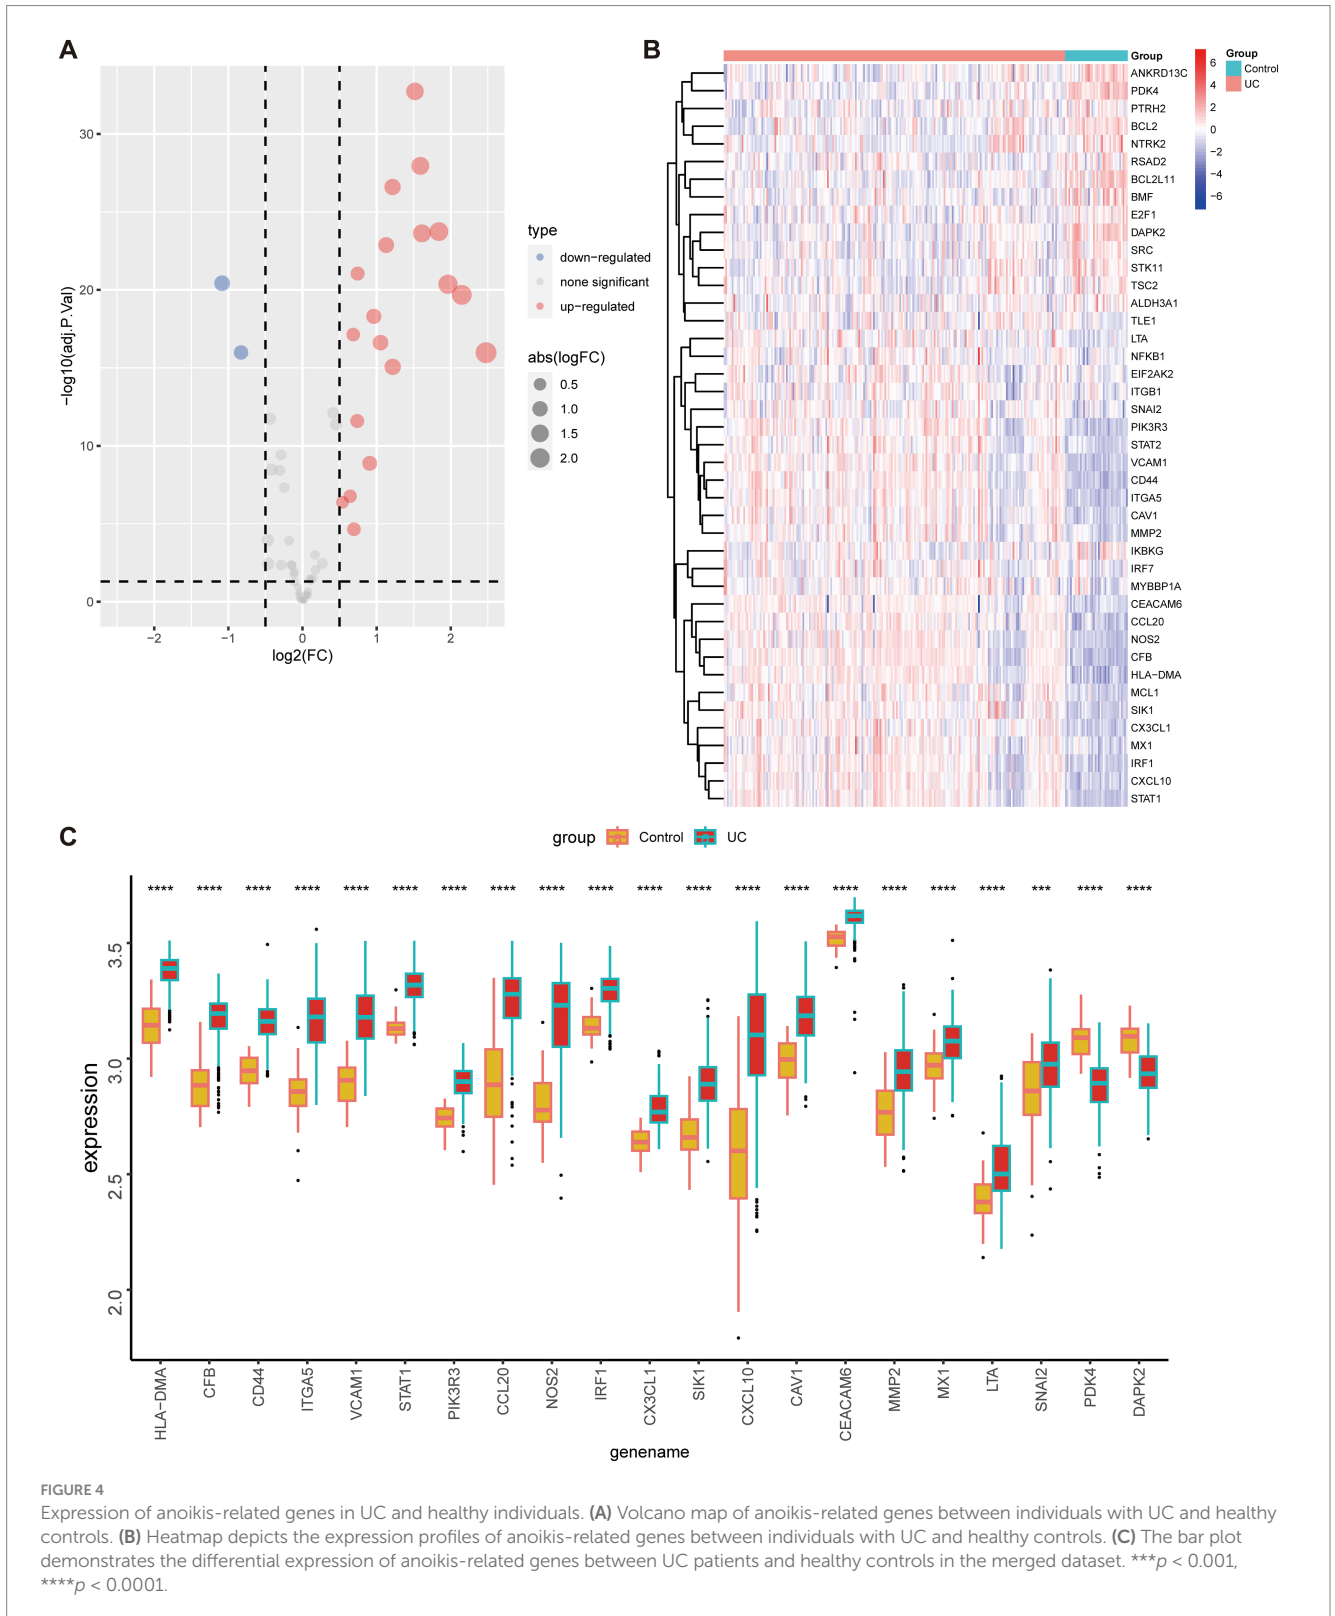 A
30
20
10
0
−log10(adj.P.Val)
−2
−1
0
1
2
log2(FC)
type
down−regulated
none significant
up−regulated
abs(logFC)
0.5
1.0
1.5
2.0
B
Group
ANKRD13C
PDK4
PTRH2
BCL2
NTRK2
RSAD2
BCL2L11
BMF
E2F1
DAPK2
SRC
STK11
TSC2
ALDH3A1
TLE1
LTA
NFKB1
EIF2AK2
ITGB1
SNAI2
PIK3R3
STAT2
VCAM1
CD44
ITGA5
CAV1
MMP2
IKBKG
IRF7
MYBBP1A
CEACAM6
CCL20
NOS2
CFB
HLA−DMA
MCL1
SIK1
CX3CL1
MX1
IRF1
CXCL10
STAT1
6
4
2
0
−2
−4
−6
Group
Control
UC
C
group
Control
UC
**** **** **** **** **** **** **** **** **** **** **** **** **** **** **** **** **** **** *** **** ****
3.5
3.0
2.5
2.0
expression
HLA−DMA
CFB
CD44
ITGA5
VCAM1
STAT1
PIK3R3
CCL20
NOS2
IRF1
CX3CL1
SIK1
CXCL10
CAV1
CEACAM6
MMP2
MX1
LTA
SNAI2
PDK4
DAPK2
genename
FIGURE 4
Expression of anoikis-related genes in UC and healthy individuals. (A) Volcano map of anoikis-related genes between individuals with UC and healthy
controls. (B) Heatmap depicts the expression profiles of anoikis-related genes between individuals with UC and healthy controls. (C) The bar plot
demonstrates the differential expression of anoikis-related genes between UC patients and healthy controls in the merged dataset. ***p < 0.001,
****p < 0.0001.